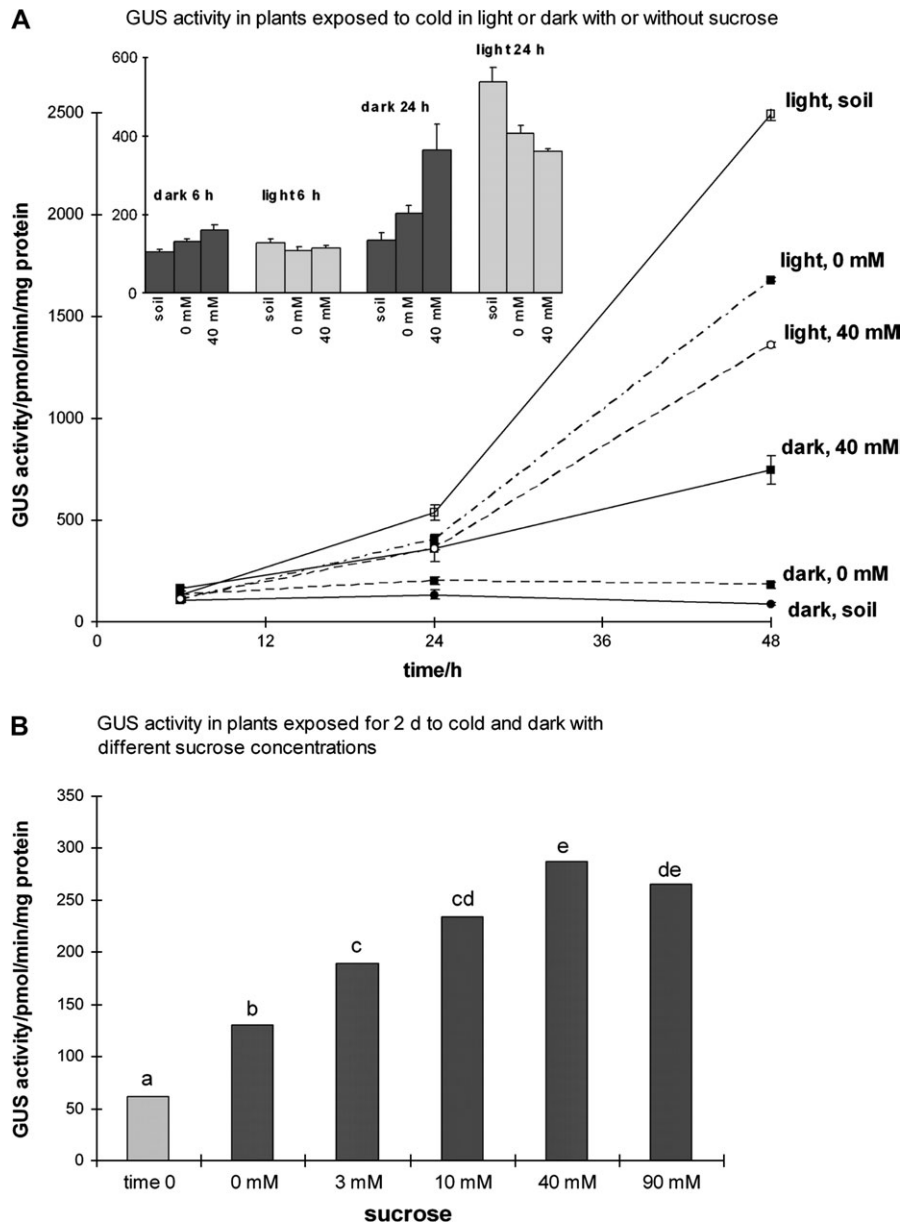 A
GUS activity in plants exposed to cold in light or dark with or without sucrose
GUS activity/pmol/min/mg protein
2500
2000
1500
1000
500
0
0
12
24
36
48
time/h
600
400
200
0
dark 6 h
light 6 h
dark 24 h
light 24 h
soil
0 mM
40 mM
soil
0 mM
40 mM
soil
0 mM
40 mM
soil
0 mM
40 mM
light, soil
light, 0 mM
light, 40 mM
dark, 40 mM
dark, 0 mM
dark, soil
B
GUS activity in plants exposed for 2 d to cold and dark with
different sucrose concentrations
GUS activity/pmol/min/mg protein
350
300
250
200
150
100
50
0
a
b
c
cd
e
de
time 0
0 mM
3 mM
10 mM
40 mM
90 mM
sucrose